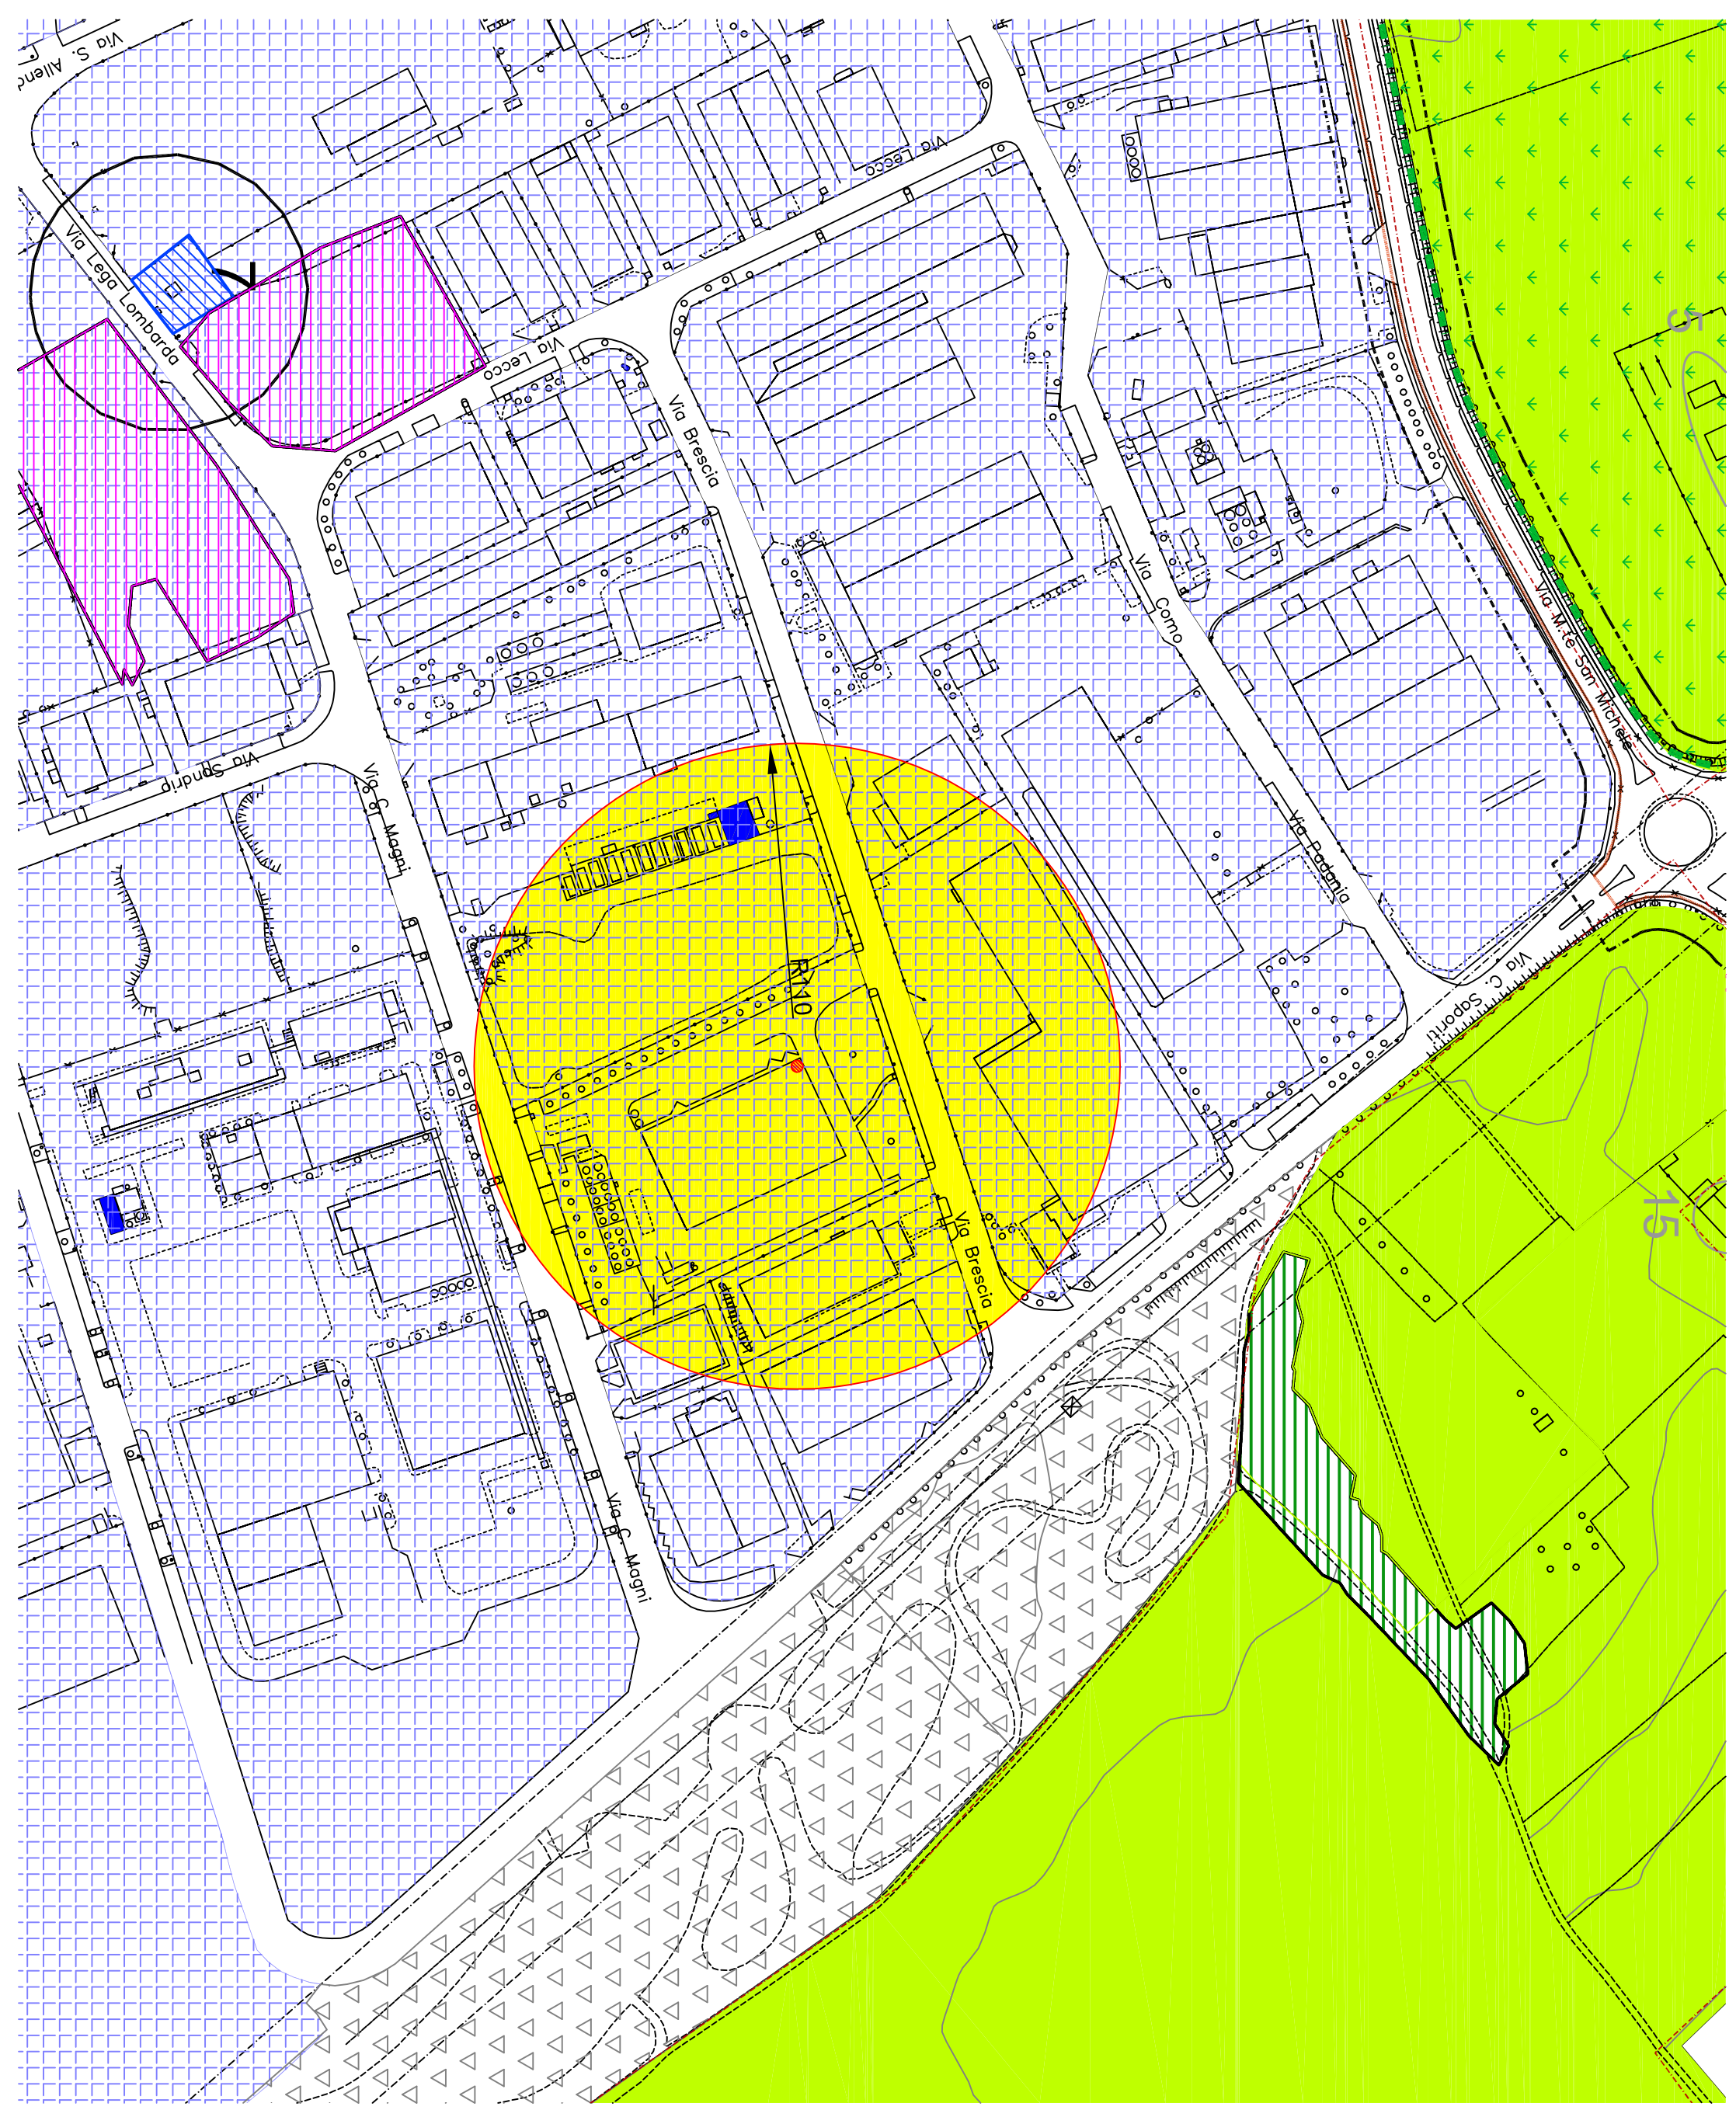 Via S. Allend
Via Lecco
Via Lega Lombarda
Via Lecco
Via Brescia
5
Via Como
Via M.te San Michele
Via Sondrio
Via C. Magni
Via Padania
R110
Via C. Saporiti
15
Via Brescia
Via C. Magni